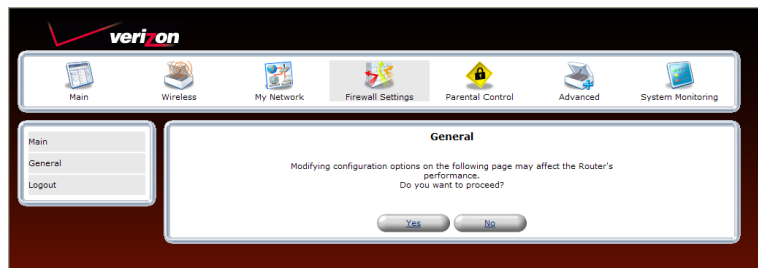 verizon
Main Wireless My Network Firewall Settings Parental Control Advanced System Monitoring
Main
General
Logout
General
Modifying configuration options on the following page may affect the Router's
performance.
Do you want to proceed?
Yes No